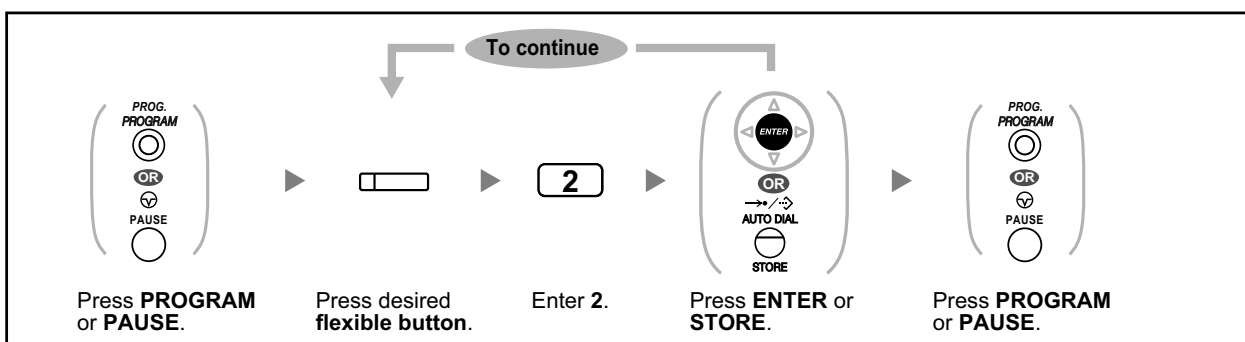 To continue
PROG.
PROGRAM
OR
PAUSE
2
ENTER
OR
AUTO DIAL
STORE
PROG.
PROGRAM
OR
PAUSE
Press PROGRAM
or PAUSE.
Press desired
flexible button.
Enter 2.
Press ENTER or
STORE.
Press PROGRAM
or PAUSE.